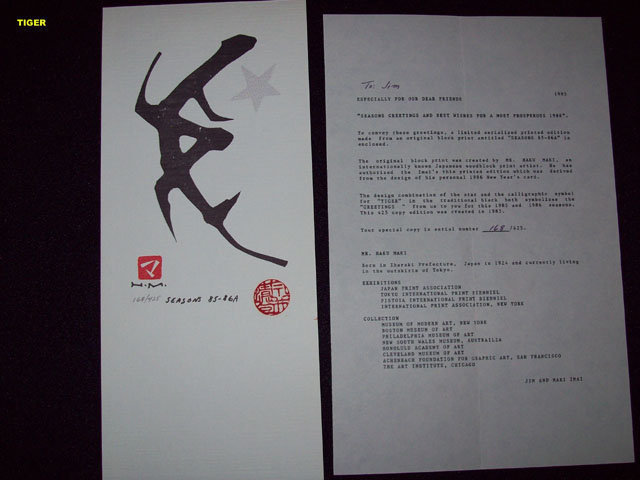 TIGER
マ
H.M.
168/425 SEASONS 85-86A
To: Jim
ESPECIALLY FOR OUR DEAR FRIENDS 1985
"SEASONS GREETINGS AND BEST WISHES FOR A MOST PROSPEROUS 1986".
To convey these greetings, a limited serialized printed edition
made from an original block print entitled "SEASONS 85-86A" is
enclosed.
The original block print was created by MR. HAKU MAKI, an
internationally known Japanese woodblock print artist. He has
authorized the Imai's this printed edition which was derived
from the design of his personal 1986 New Year's card.
The design combination of the star and the calligraphic symbol
for "TIGER" in the traditional block both symbolizes the
"GREETINGS " from us to you for this 1985 and 1986 seasons.
This 425 copy edition was created in 1985.
Your special copy is serial number 168 /425.
MR. HAKU MAKI
Born in Ibaraki Prefecture, Japan in 1924 and currently living
in the outskirts of Tokyo.
EXHIBITIONS
JAPAN PRINT ASSOCIATION
TOKYO INTERNATIONAL PRINT BIENNIEL
PISTOIA INTERNATIONAL PRINT BIENNIEL
INTERNATIONAL PRINT ASSOCIATION, NEW YORK
COLLECTION
MUSEUM OF MODERN ART, NEW YORK
BOSTON MUSEUM OF ART
PHILADELPHIA MUSEUM OF ART
NEW SOUTH WALES MUSEUM, AUSTRAILIA
HONOLULU ACADEMY OF ART
CLEVELAND MUSEUM OF ART
ACHENBACH FOUNDATION FOR GRAPHIC ART, SAN FRANCISCO
THE ART INSTITUTE, CHICAGO
JIM AND MAKI IMAI